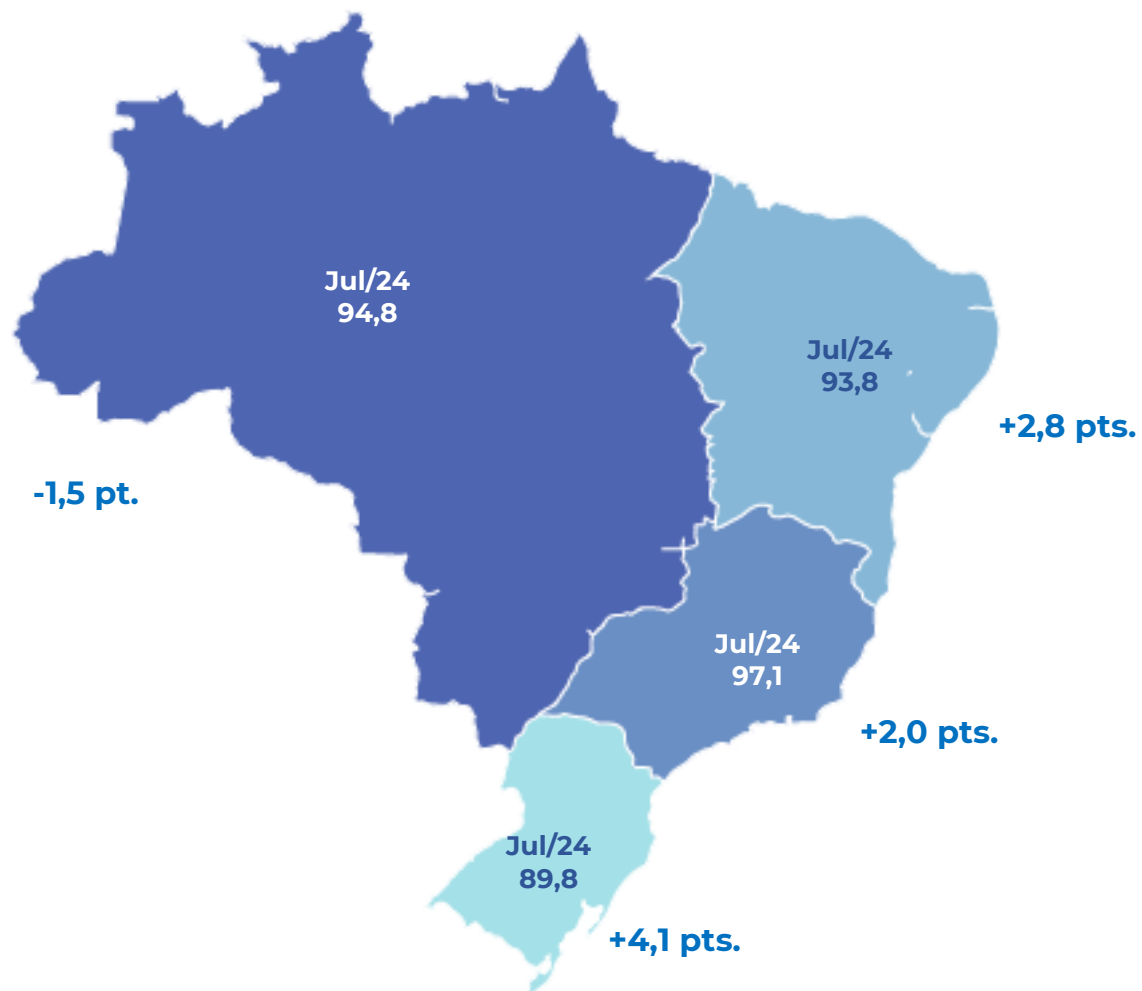 Jul/24
94,8
Jul/24
93,8
+2,8 pts.
-1,5 pt.
Jul/24
97,1
+2,0 pts.
Jul/24
89,8
+4,1 pts.